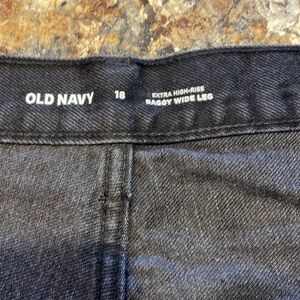 OLD NAVY
18
EXTRA HIGH-RISE
BAGGY WIDE LEG